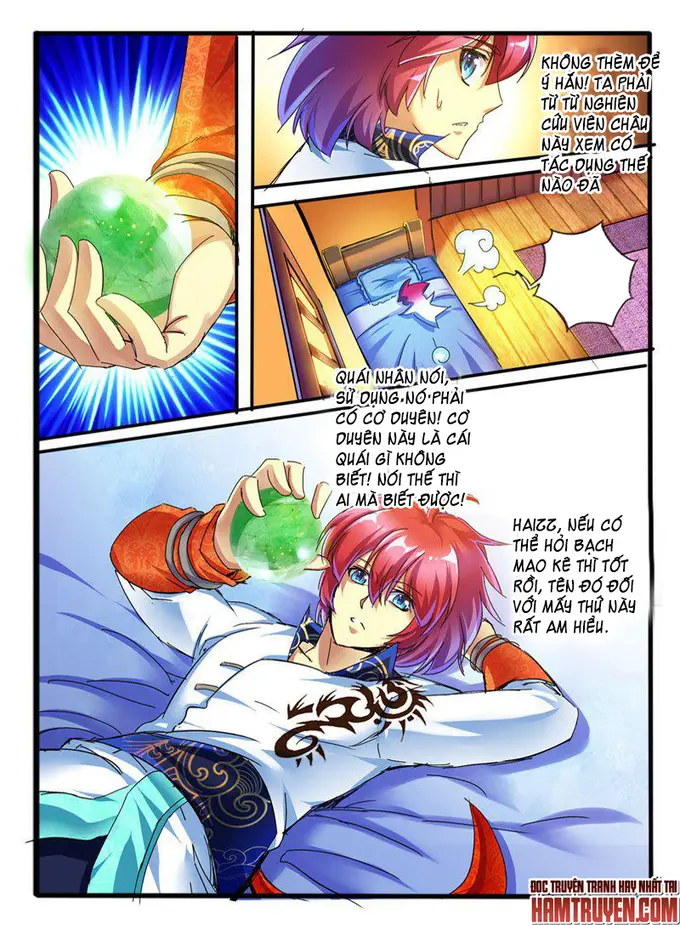 KHÔNG THÈM ĐỂ
Ý HẮN! TA PHẢI
TỪ TỪ NGHIÊN
CỨU VIÊN CHÂU
NÀY XEM CÓ
TÁC DỤNG THẾ
NÀO ĐÃ
QUÁI NHÂN NÓI,
SỬ DỤNG NÓ PHẢI
CÓ CƠ DUYÊN! CƠ
DUYÊN NÀY LÀ CÁI
QUÁI GÌ KHÔNG
BIẾT! NÓI THẾ THÌ
AI MÀ BIẾT ĐƯỢC!
HAIZZ, NẾU CÓ
THỂ HỎI BẠCH
MAO KÊ THÌ TỐT
RỒI, TÊN ĐÓ ĐỐI
VỚI MẤY THỨ NÀY
RẤT AM HIỂU.
ĐỌC TRUYỆN TRANH HAY NHẤT TẠI
HAMTRUYEN.COM